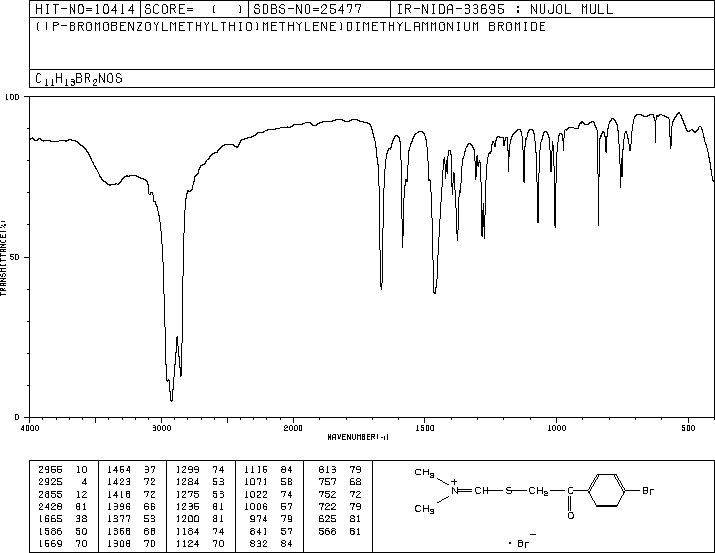 HIT-NO=10414 SCORE= ( ) SDBS-NO=25477 IR-NIDA-33695 : NUJOL MULL
((P-BROMOBENZOYLMETHYLTHIO)METHYLENE)DIMETHYLAMMONIUM BROMIDE
C11H13BR2NOS
100
50
0
TRANSMITTANCE(%)
4000 3000 2000 1500 1000 500
WAVENUMBER(-1)
2955 10 1464 37 1299 74 1116 84 813 79
2925 4 1423 72 1284 53 1071 58 757 68
2855 12 1418 72 1275 53 1022 74 752 72
2428 81 1396 66 1236 81 1006 57 722 79
1665 38 1377 53 1200 81 974 79 625 81
1586 50 1368 68 1184 74 841 57 568 81
1569 70 1308 70 1124 70 832 84
CH3
CH3
N+=CH-S-CH2-C
O
Br
· Br−